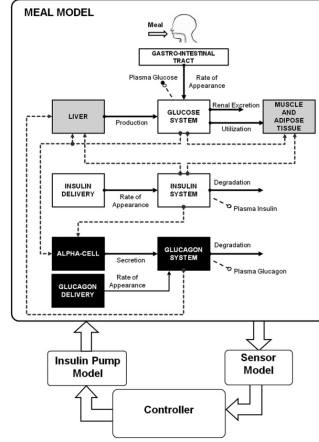 MEAL MODEL
Meal
GASTRO-INTESTINAL
TRACT
Plasma Glucose
Rate of
Appearance
LIVER
Production
GLUCOSE
SYSTEM
Renal Excretion
Utilization
MUSCLE
AND
ADIPOSE
TISSUE
INSULIN
DELIVERY
Rate of
Appearance
INSULIN
SYSTEM
Degradation
Plasma Insulin
ALPHA-CELL
Secretion
GLUCAGON
SYSTEM
Degradation
Plasma Glucagon
GLUCAGON
DELIVERY
Rate of
Appearance
Insulin Pump
Model
Sensor
Model
Controller